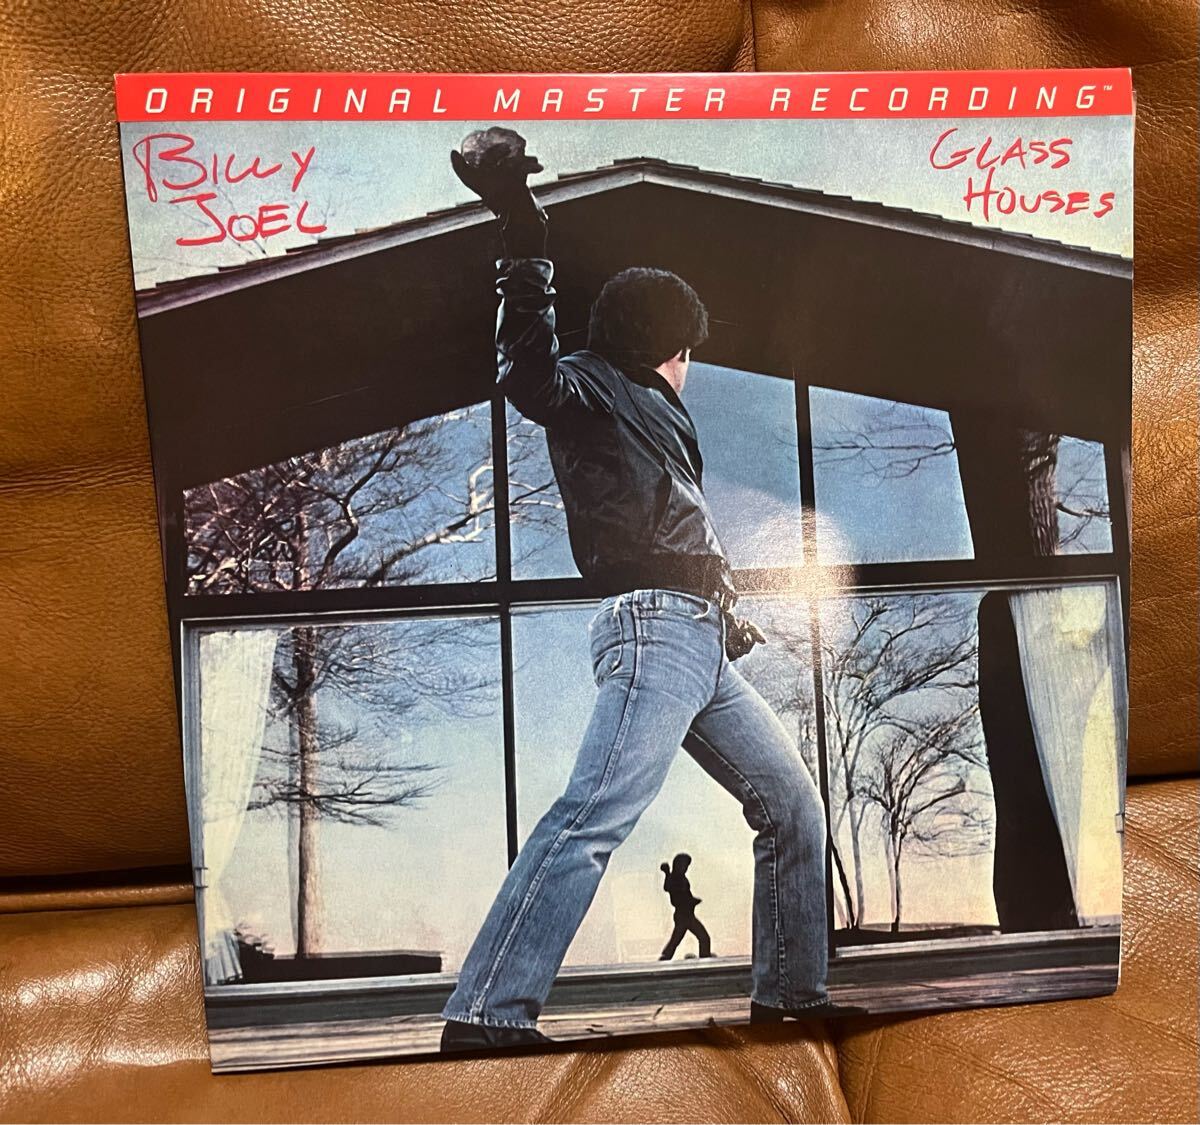 ORIGINAL MASTER RECORDING™
BILLY
JOEL
GLASS
HOUSES